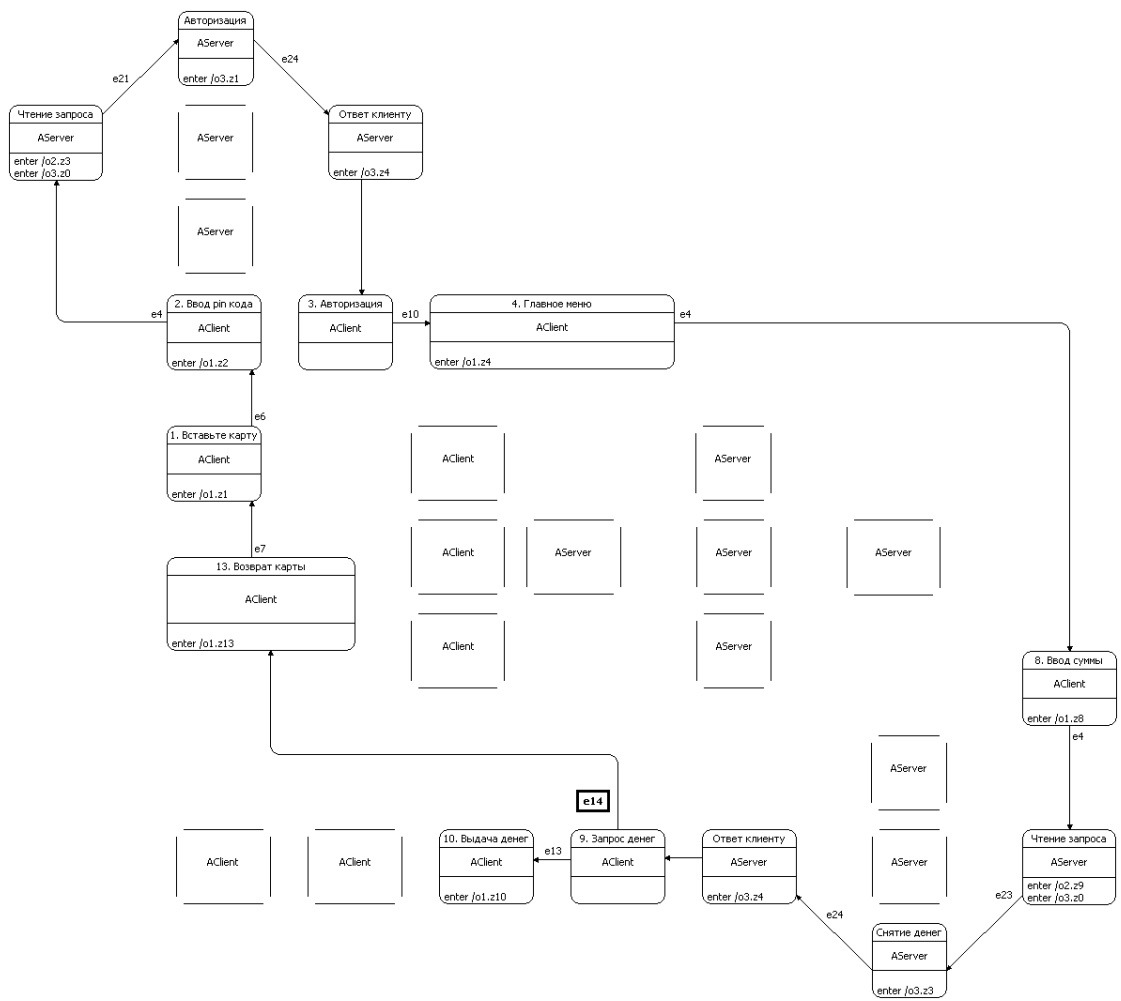 Авторизация
AServer
enter /o3.z1
e21
e24
Чтение запроса
AServer
enter /o2.z3
enter /o3.z0
AServer
Ответ клиенту
AServer
enter /o3.z4
AServer
2. Ввод pin кода
AClient
enter /o1.z2
e4
3. Авторизация
AClient
e10
4. Главное меню
AClient
enter /o1.z4
e4
e6
1. Вставьте карту
AClient
enter /o1.z1
AClient
AServer
e7
13. Возврат карты
AClient
enter /o1.z13
AClient
AServer
AServer
AServer
AClient
AServer
8. Ввод суммы
AClient
enter /o1.z8
e4
AServer
e14
AClient
AClient
10. Выдача денег
AClient
enter /o1.z10
e13
9. Запрос денег
AClient
Ответ клиенту
AServer
enter /o3.z4
AServer
Чтение запроса
AServer
enter /o2.z9
enter /o3.z0
e24
e23
Снятие денег
AServer
enter /o3.z3